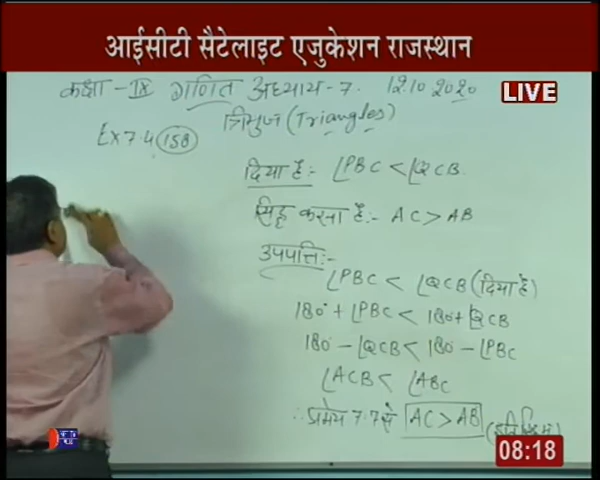 आईसीटी सैटेलाइट एजुकेशन राजस्थान
कक्षा - IX गणित अध्याय - 7. 12.10.2020
LIVE
त्रिभुज (Triangles)
Ex 7.4 (158)
दिया है:- ∠PBC < ∠QCB.
सिद्ध करना है:- AC > AB
उपपत्ति:-
∠PBC < ∠QCB (दिया है)
180° + ∠PBC < 180 + ∠QCB
180° - ∠QCB < 180° - ∠PBC
∠ACB < ∠ABC
∴ प्रमेय 7.7 से AC > AB
08:18